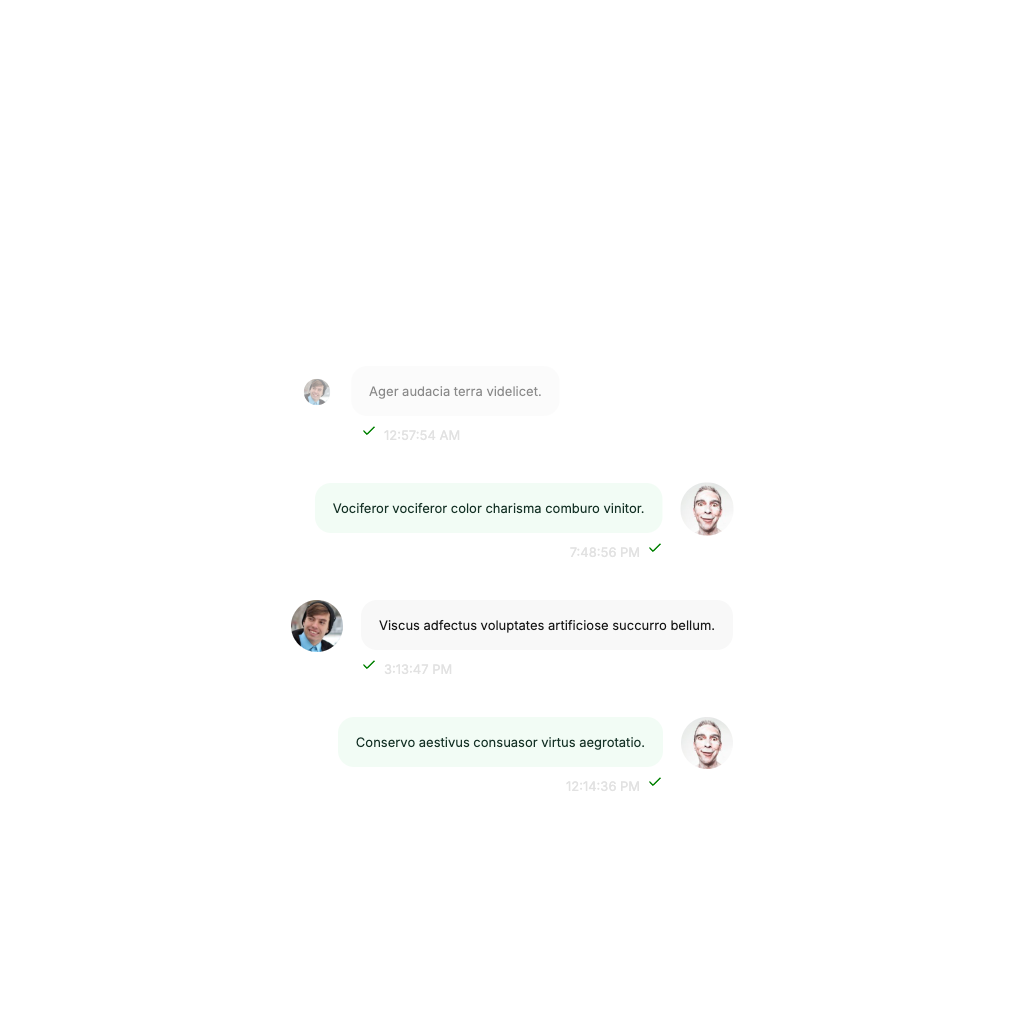 Ager audacia terra videlicet.
12:57:54 AM
Vociferor vociferor color charisma comburo vinitor.
7:48:56 PM
Viscus adfectus voluptates artificiose succurro bellum.
3:13:47 PM
Conservo aestivus consuasor virtus aegrotatio.
12:14:36 PM